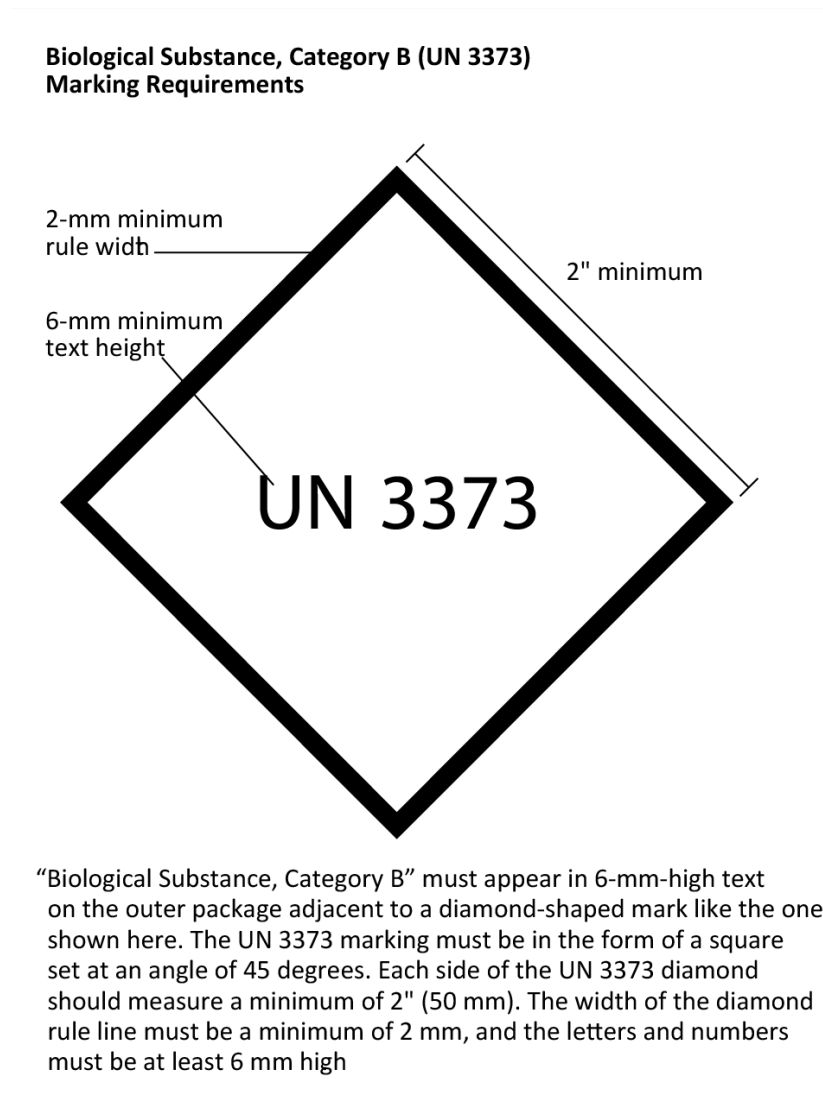 Biological Substance, Category B (UN 3373)
Marking Requirements
2-mm minimum
rule width
2" minimum
6-mm minimum
text height
UN 3373
“Biological Substance, Category B” must appear in 6-mm-high text
on the outer package adjacent to a diamond-shaped mark like the one
shown here. The UN 3373 marking must be in the form of a square
set at an angle of 45 degrees. Each side of the UN 3373 diamond
should measure a minimum of 2" (50 mm). The width of the diamond
rule line must be a minimum of 2 mm, and the letters and numbers
must be at least 6 mm high